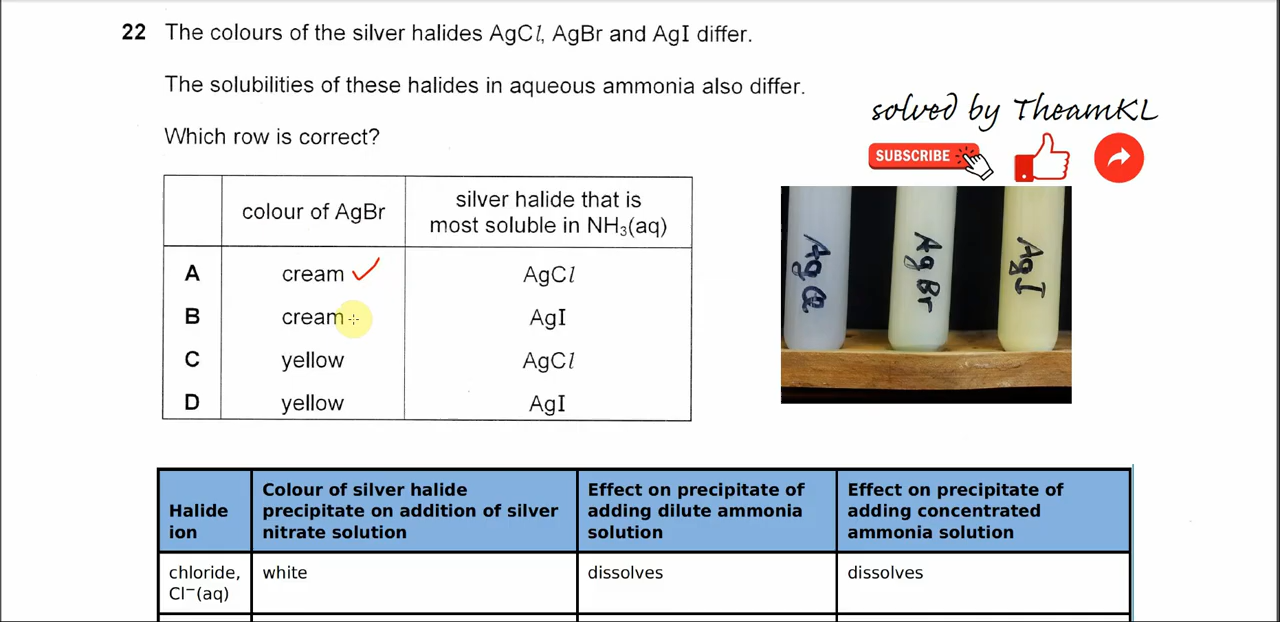 22 The colours of the silver halides AgCl, AgBr and AgI differ.
The solubilities of these halides in aqueous ammonia also differ.
Which row is correct?
solved by TheamKL
SUBSCRIBE
colour of AgBr
silver halide that is
most soluble in NH₃(aq)
A cream AgCl
B cream AgI
C yellow AgCl
D yellow AgI
AgCl
AgBr
AgI
Halide
ion
Colour of silver halide
precipitate on addition of silver
nitrate solution
Effect on precipitate of
adding dilute ammonia
solution
Effect on precipitate of
adding concentrated
ammonia solution
chloride,
Cl⁻(aq)
white
dissolves
dissolves